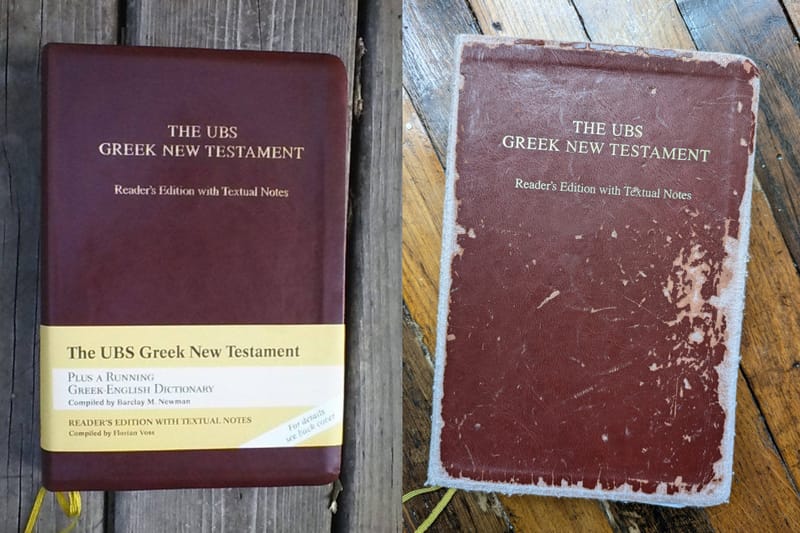 THE UBS
GREEK NEW TESTAMENT
Reader's Edition with Textual Notes
The UBS Greek New Testament
PLUS A RUNNING
GREEK-ENGLISH DICTIONARY
Compiled by Barclay M. Newman
READER'S EDITION WITH TEXTUAL NOTES
Compiled by Florian Voss
For details
see back cover
THE UBS
GREEK NEW TESTAMENT
Reader's Edition with Textual Notes